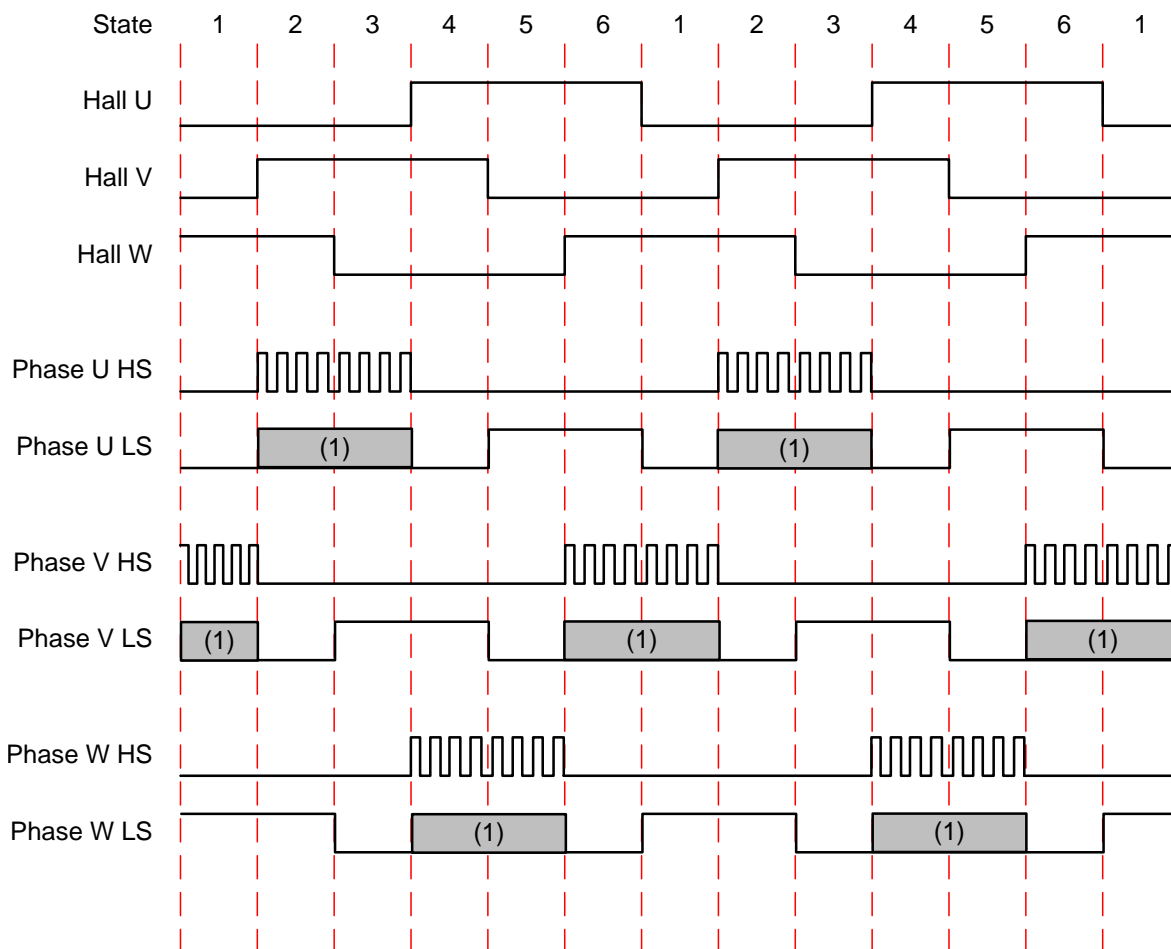 State 1 2 3 4 5 6 1 2 3 4 5 6 1
Hall U
Hall V
Hall W
Phase U HS
Phase U LS (1) (1)
Phase V HS
Phase V LS (1) (1) (1)
Phase W HS
Phase W LS (1) (1)